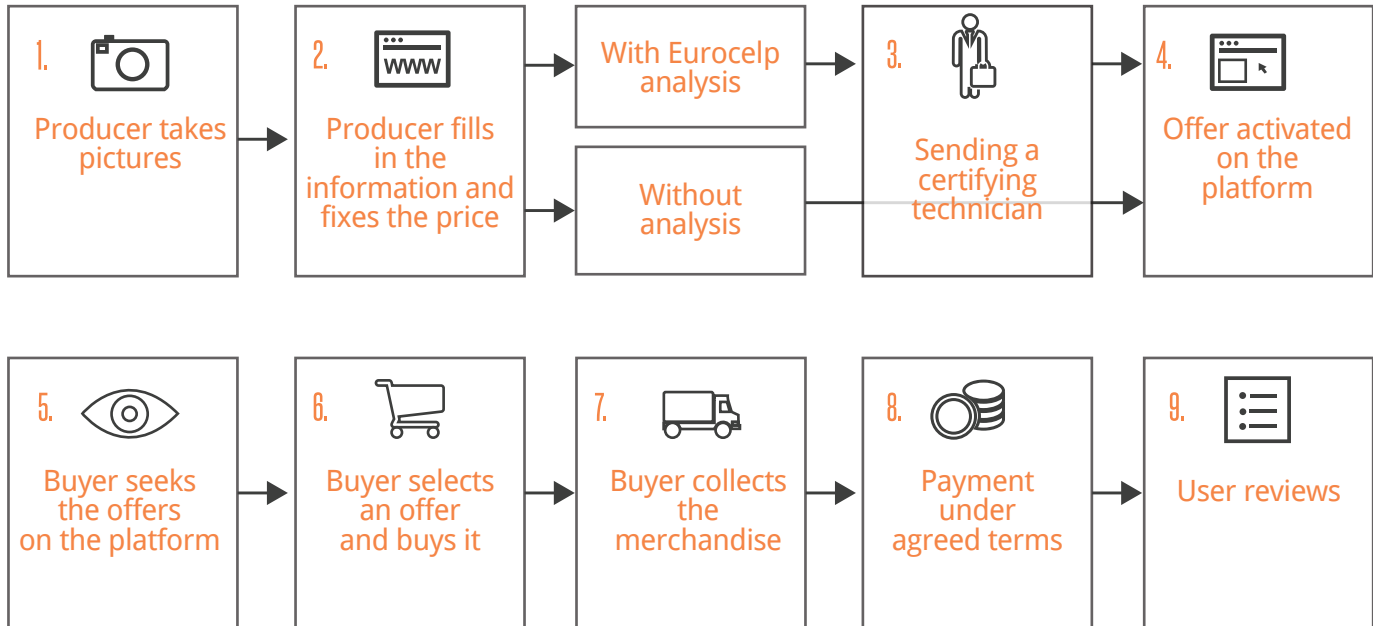 1.
Producer takes
pictures
2.
WWW
Producer fills
in the
information and
fixes the price
With Eurocelp
analysis
Without
analysis
3.
Sending a
certifying
technician
4.
Offer activated
on the
platform
5.
Buyer seeks
the offers
on the platform
6.
Buyer selects
an offer
and buys it
7.
Buyer collects
the
merchandise
8.
Payment
under
agreed terms
9.
User reviews